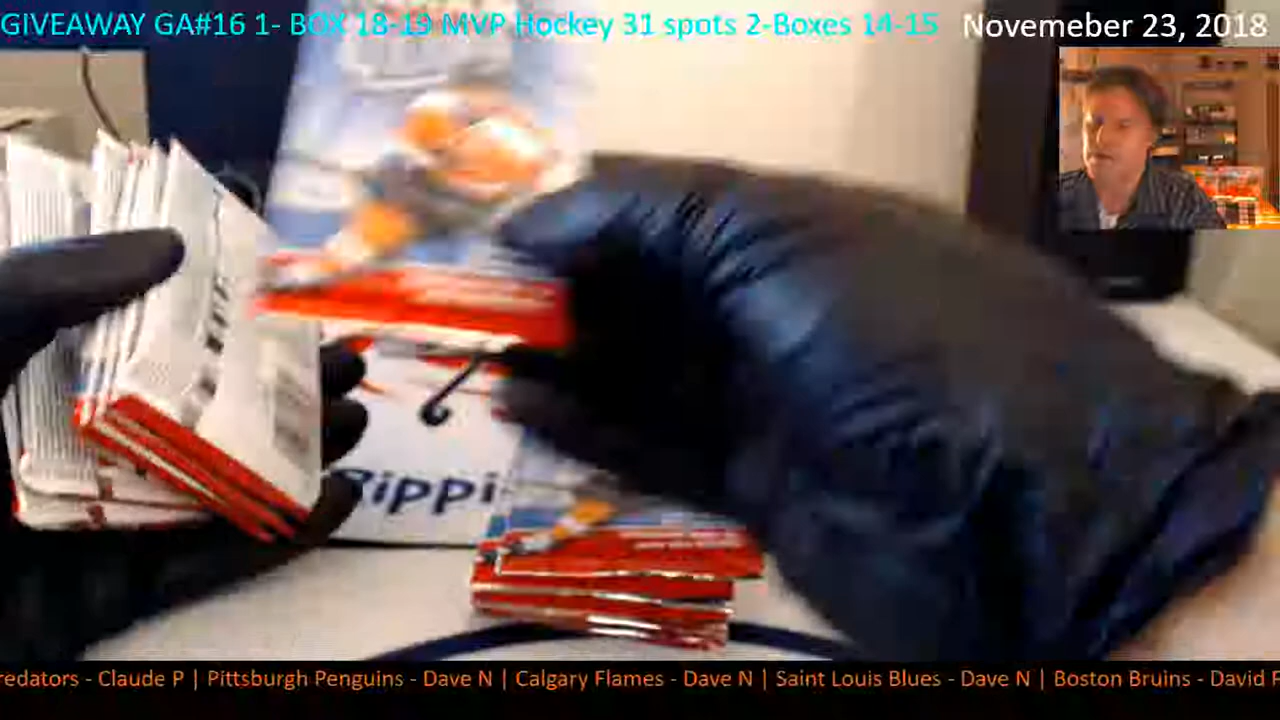 GIVEAWAY GA#16 1- BOX 18-19 MVP Hockey 31 spots 2-Boxes 14-15
Novemeber 23, 2018
Rippi
redators - Claude P | Pittsburgh Penguins - Dave N | Calgary Flames - Dave N | Saint Louis Blues - Dave N | Boston Bruins - David